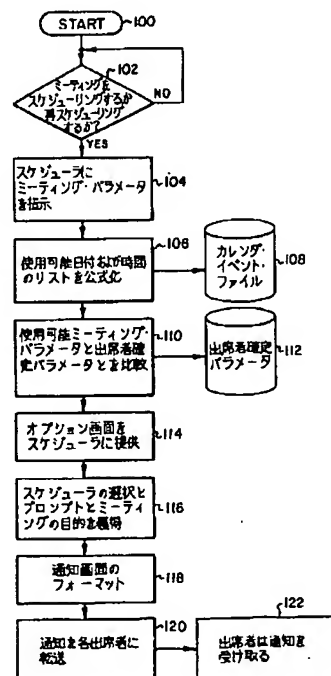 START
100
102
ミーティングを
スケジューリングするか
再スケジューリング
するか?
NO
YES
スケジューラに
ミーティング・パラメータ
を指示
104
106
使用可能日付および時間
のリストを公式化
カレンダ・
イベント・
ファイル
108
使用可能ミーティング・
パラメータと出席者確
定パラメータとを比較
110
出席者確定
パラメータ
112
オプション画面を
スケジューラに提供
114
スケジューラの選択と
プロンプトとミーティン
グの目的を獲得
116
通知画面の
フォーマット
118
通知を各出席者に
転送
120
122
出席者は通知を
受け取る